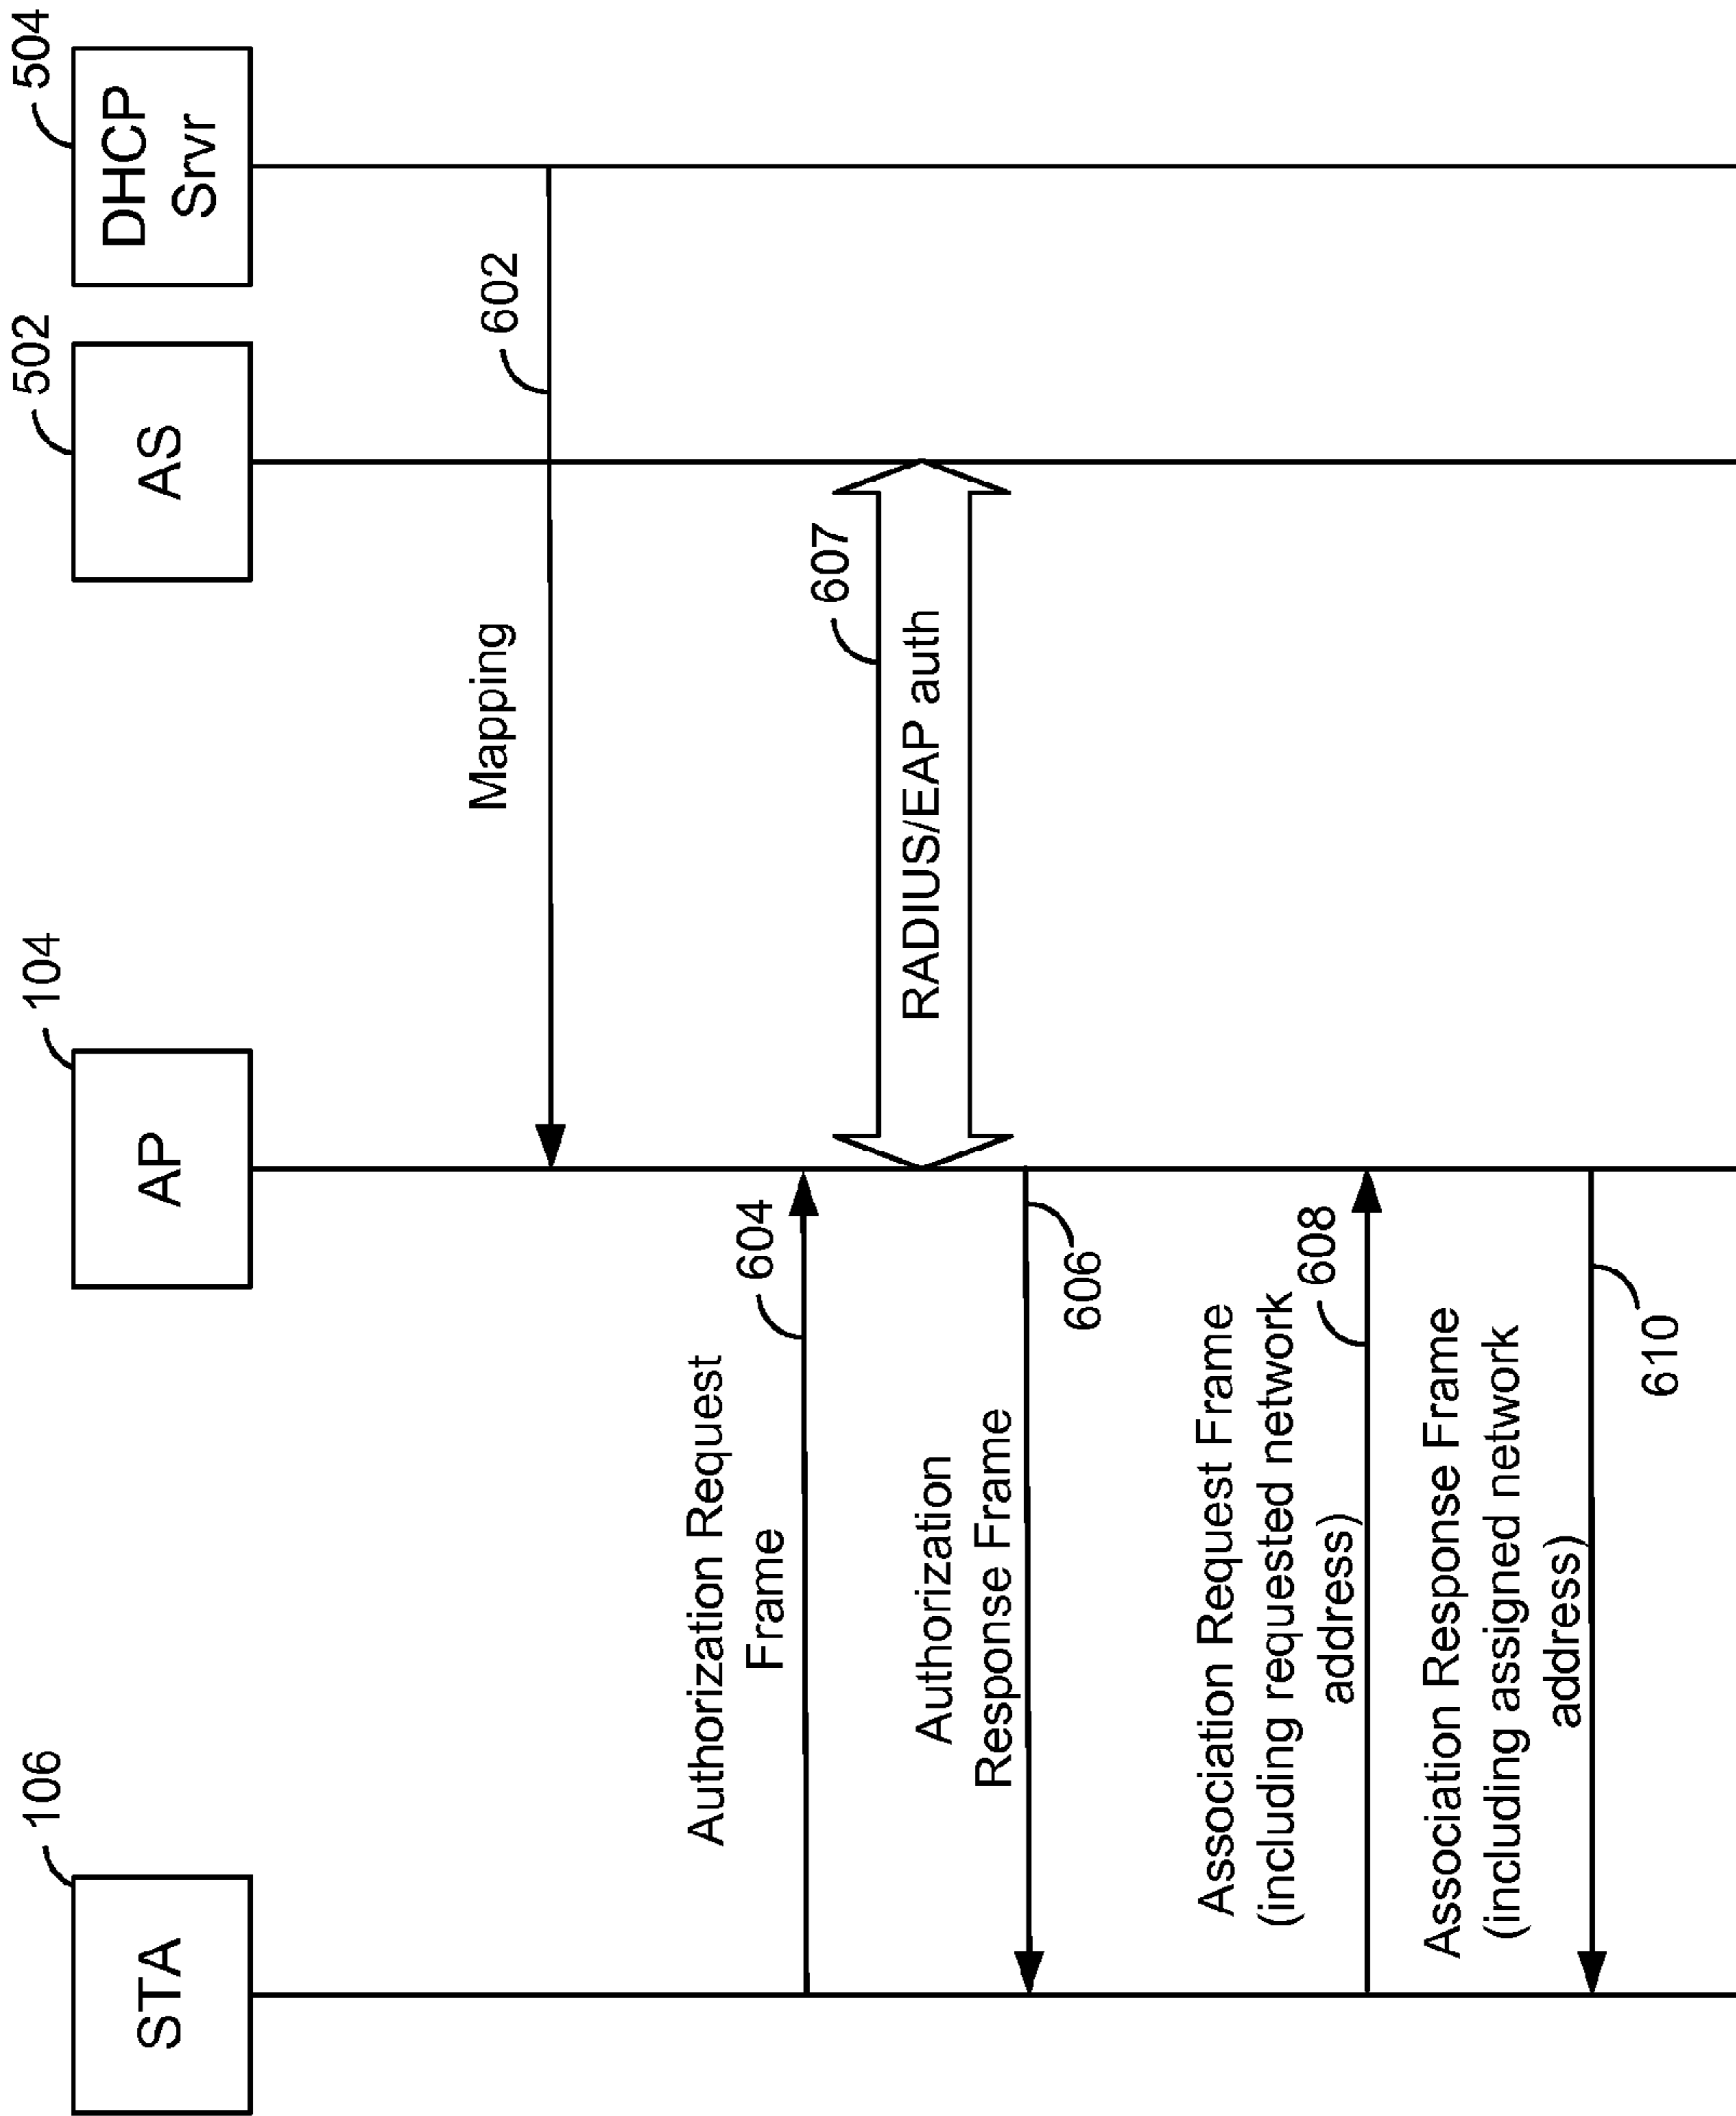 STA
106
AP
104
AS
502
DHCP
Srvr
504
Mapping
602
Authorization Request
Frame
604
RADIUS/EAP auth
607
Authorization
Response Frame
606
Association Request Frame
(including requested network
address)
608
Association Response Frame
(including assigned network
address)
610